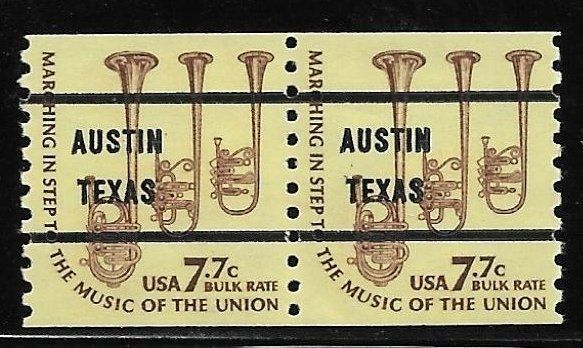 MARCHING IN STEP TO THE MUSIC OF THE UNION
AUSTIN
TEXAS
USA 7.7c
BULK RATE
MARCHING IN STEP TO THE MUSIC OF THE UNION
AUSTIN
TEXAS
USA 7.7c
BULK RATE